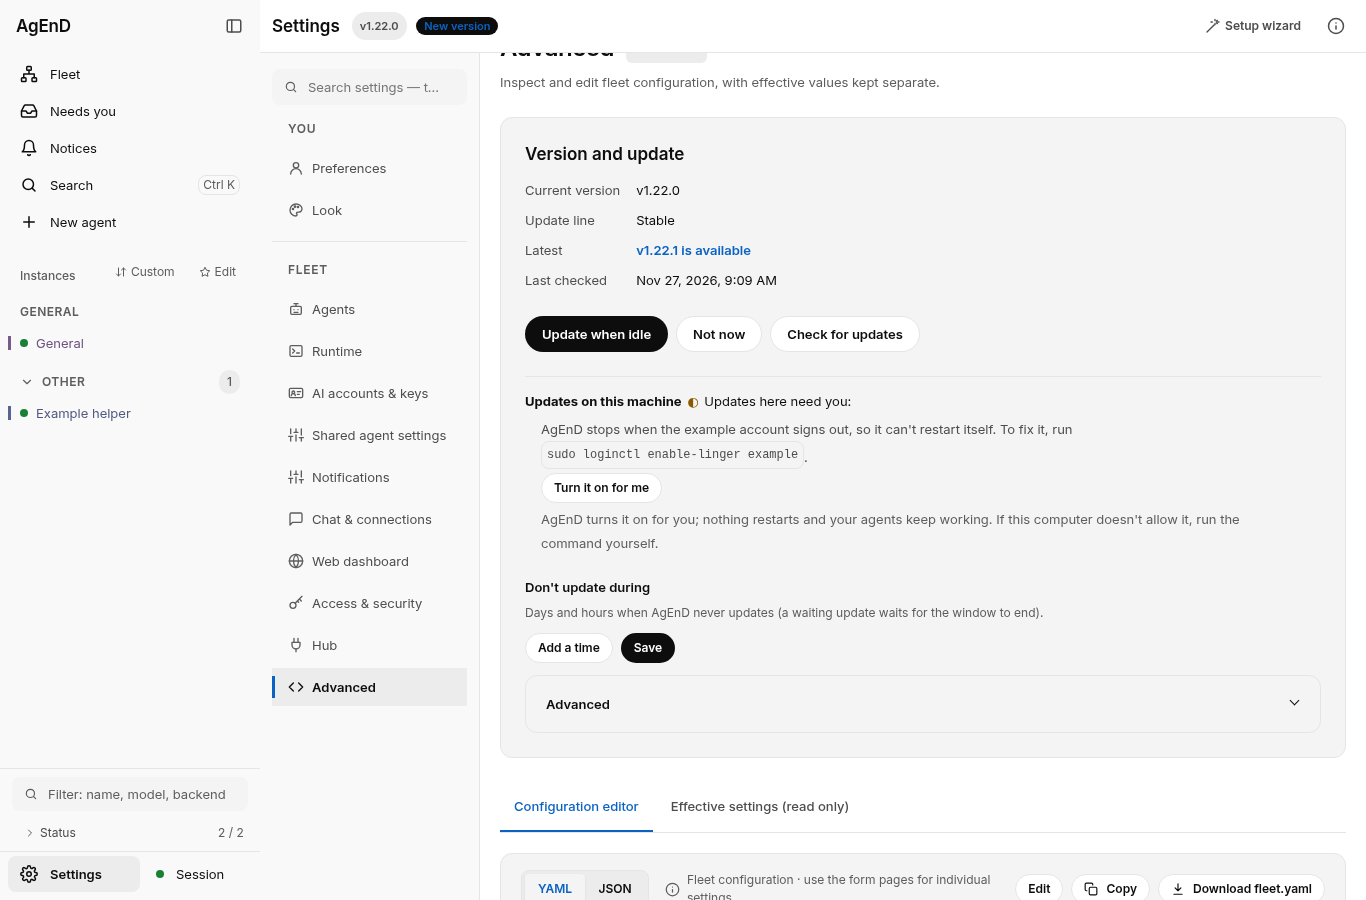 AgEnD
Fleet
Needs you
Notices
Search
Ctrl K
New agent
Instances
Custom
Edit
GENERAL
General
OTHER
1
Example helper
Filter: name, model, backend
Status
2 / 2
Settings
Session
Settings
v1.22.0
New version
Setup wizard
Search settings — t...
YOU
Preferences
Look
FLEET
Agents
Runtime
AI accounts & keys
Shared agent settings
Notifications
Chat & connections
Web dashboard
Access & security
Hub
Advanced
Advanced
Inspect and edit fleet configuration, with effective values kept separate.
Version and update
Current version v1.22.0
Update line Stable
Latest v1.22.1 is available
Last checked Nov 27, 2026, 9:09 AM
Update when idle
Not now
Check for updates
Updates on this machine Updates here need you:
AgEnD stops when the example account signs out, so it can't restart itself. To fix it, run
sudo loginctl enable-linger example.
Turn it on for me
AgEnD turns it on for you; nothing restarts and your agents keep working. If this computer doesn't allow it, run the
command yourself.
Don't update during
Days and hours when AgEnD never updates (a waiting update waits for the window to end).
Add a time
Save
Advanced
Configuration editor
Effective settings (read only)
YAML
JSON
Fleet configuration · use the form pages for individual
settings
Edit
Copy
Download fleet.yaml